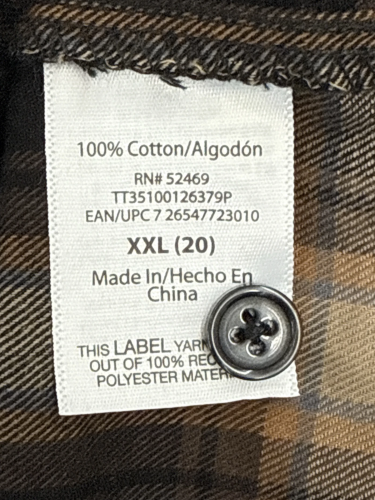 100% Cotton/Algodón
RN# 52469
TT35100126379P
EAN/UPC 7 26547723010
XXL (20)
Made In/Hecho En
China
THIS LABEL YARN
OUT OF 100% REC
POLYESTER MATER